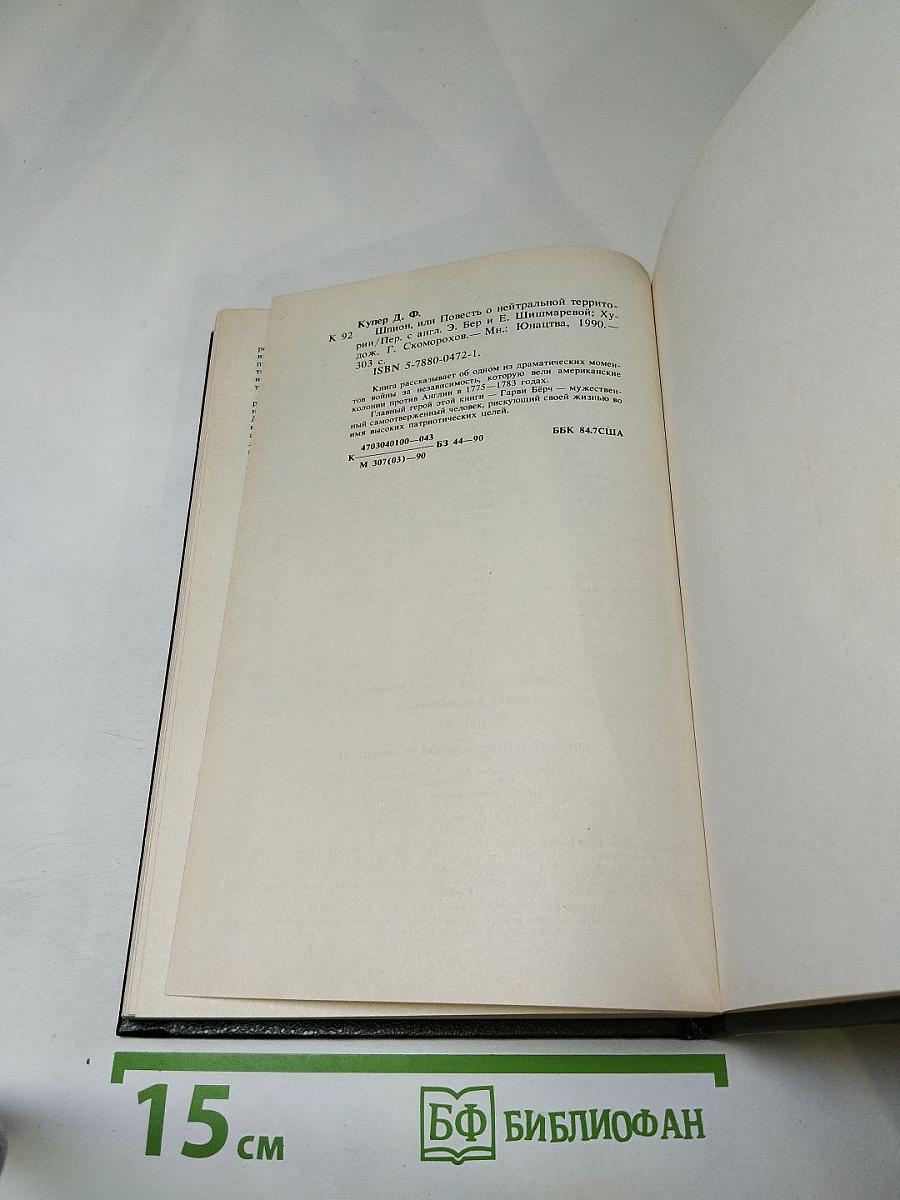 Купер Д. Ф.
К 92 Шпион, или Повесть о нейтральной террито-
рии/Пер. с англ. Э. Бер и Е. Шишмаревой; Ху-
дож. Г. Скоморохов.— Мн.: Юнацтва, 1990.—
303 с.
ISBN 5-7880-0472-1.
Книга рассказывает об одном из драматических момен-
тов войны за независимость, которую вели американские
колонии против Англии в 1775—1783 годах.
Главный герой этой книги — Гарви Бёрч — мужествен-
ный самоотверженный человек, рискующий своей жизнью во
имя высоких патриотических целей.
К 4703040100—043 БЗ 44—90
М 307(03)—90
ББК 84.7США
15 см
БФ БИБЛИОФАН